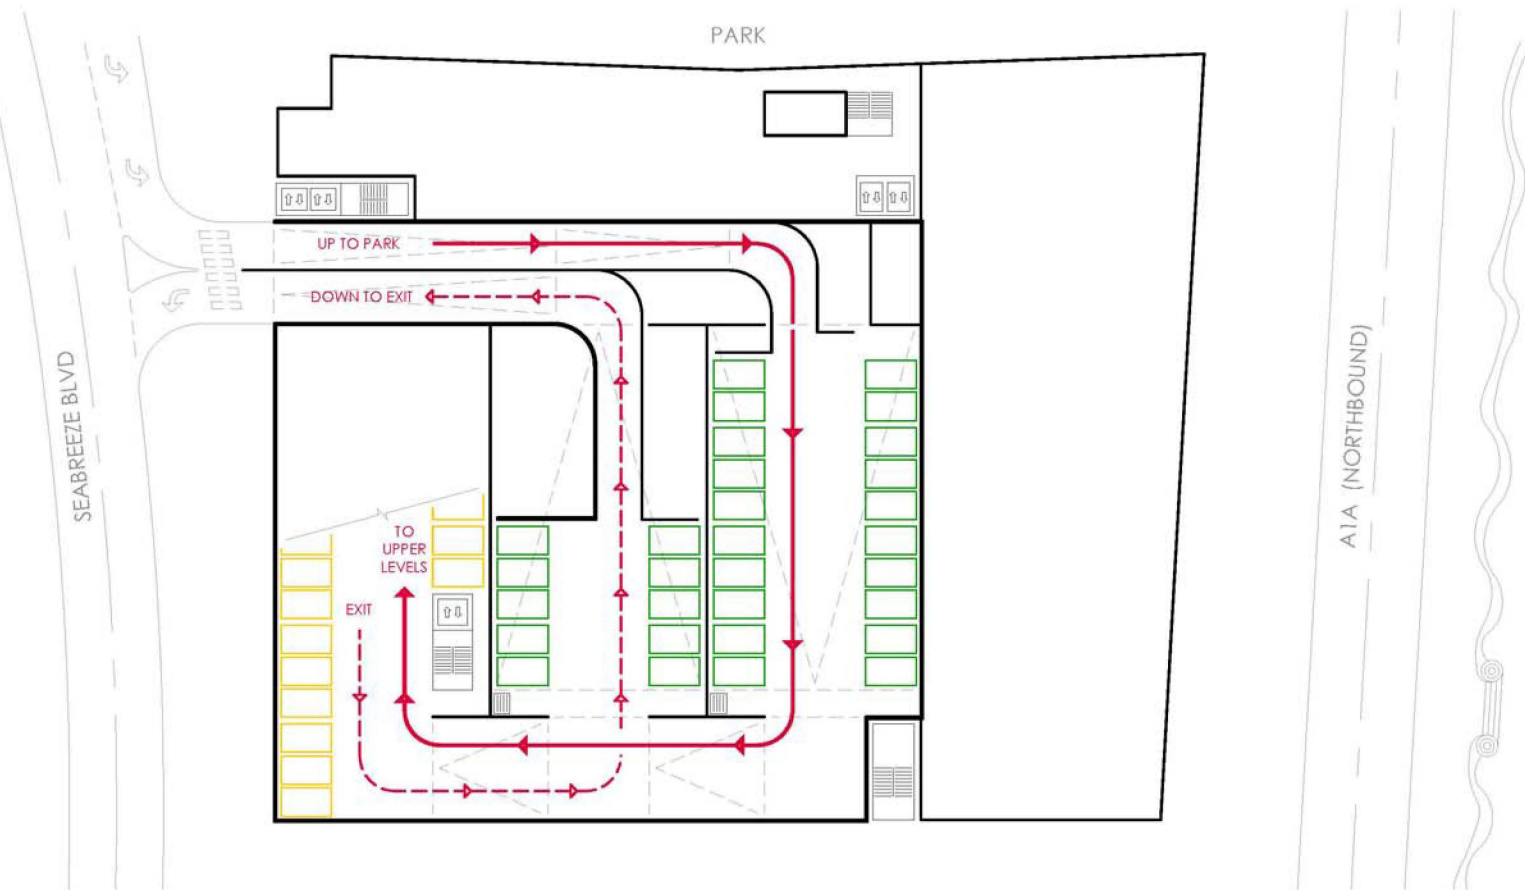 PARK
UP TO PARK
DOWN TO EXIT
SEABREEZE BLVD
A1A (NORTHBOUND)
TO
UPPER
LEVELS
EXIT